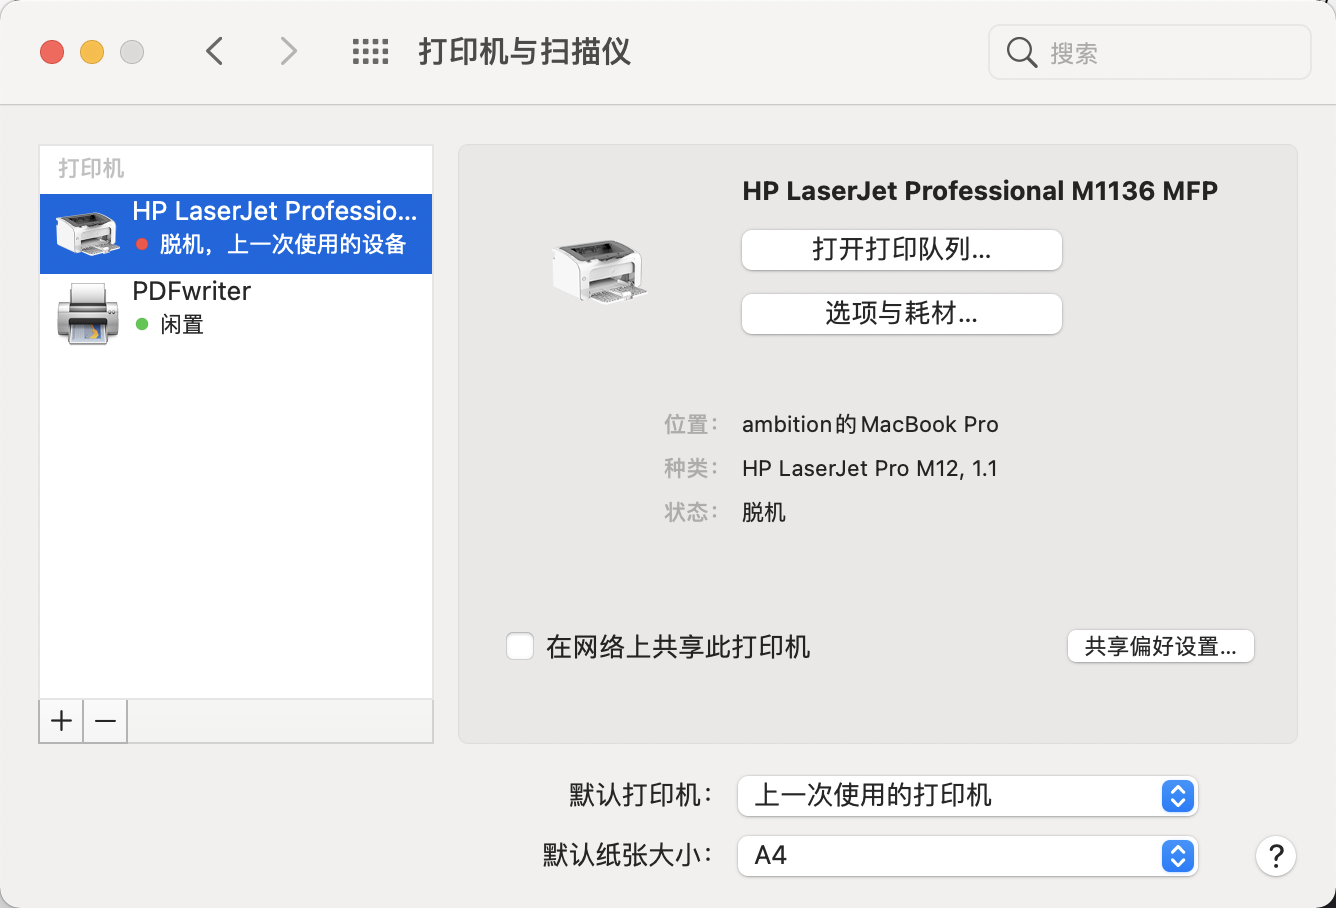 打印机与扫描仪
搜索
打印机
HP LaserJet Professio...
脱机，上一次使用的设备
PDFwriter
闲置
HP LaserJet Professional M1136 MFP
打开打印队列...
选项与耗材...
位置： ambition的MacBook Pro
种类： HP LaserJet Pro M12, 1.1
状态： 脱机
在网络上共享此打印机
共享偏好设置...
默认打印机： 上一次使用的打印机
默认纸张大小： A4
?